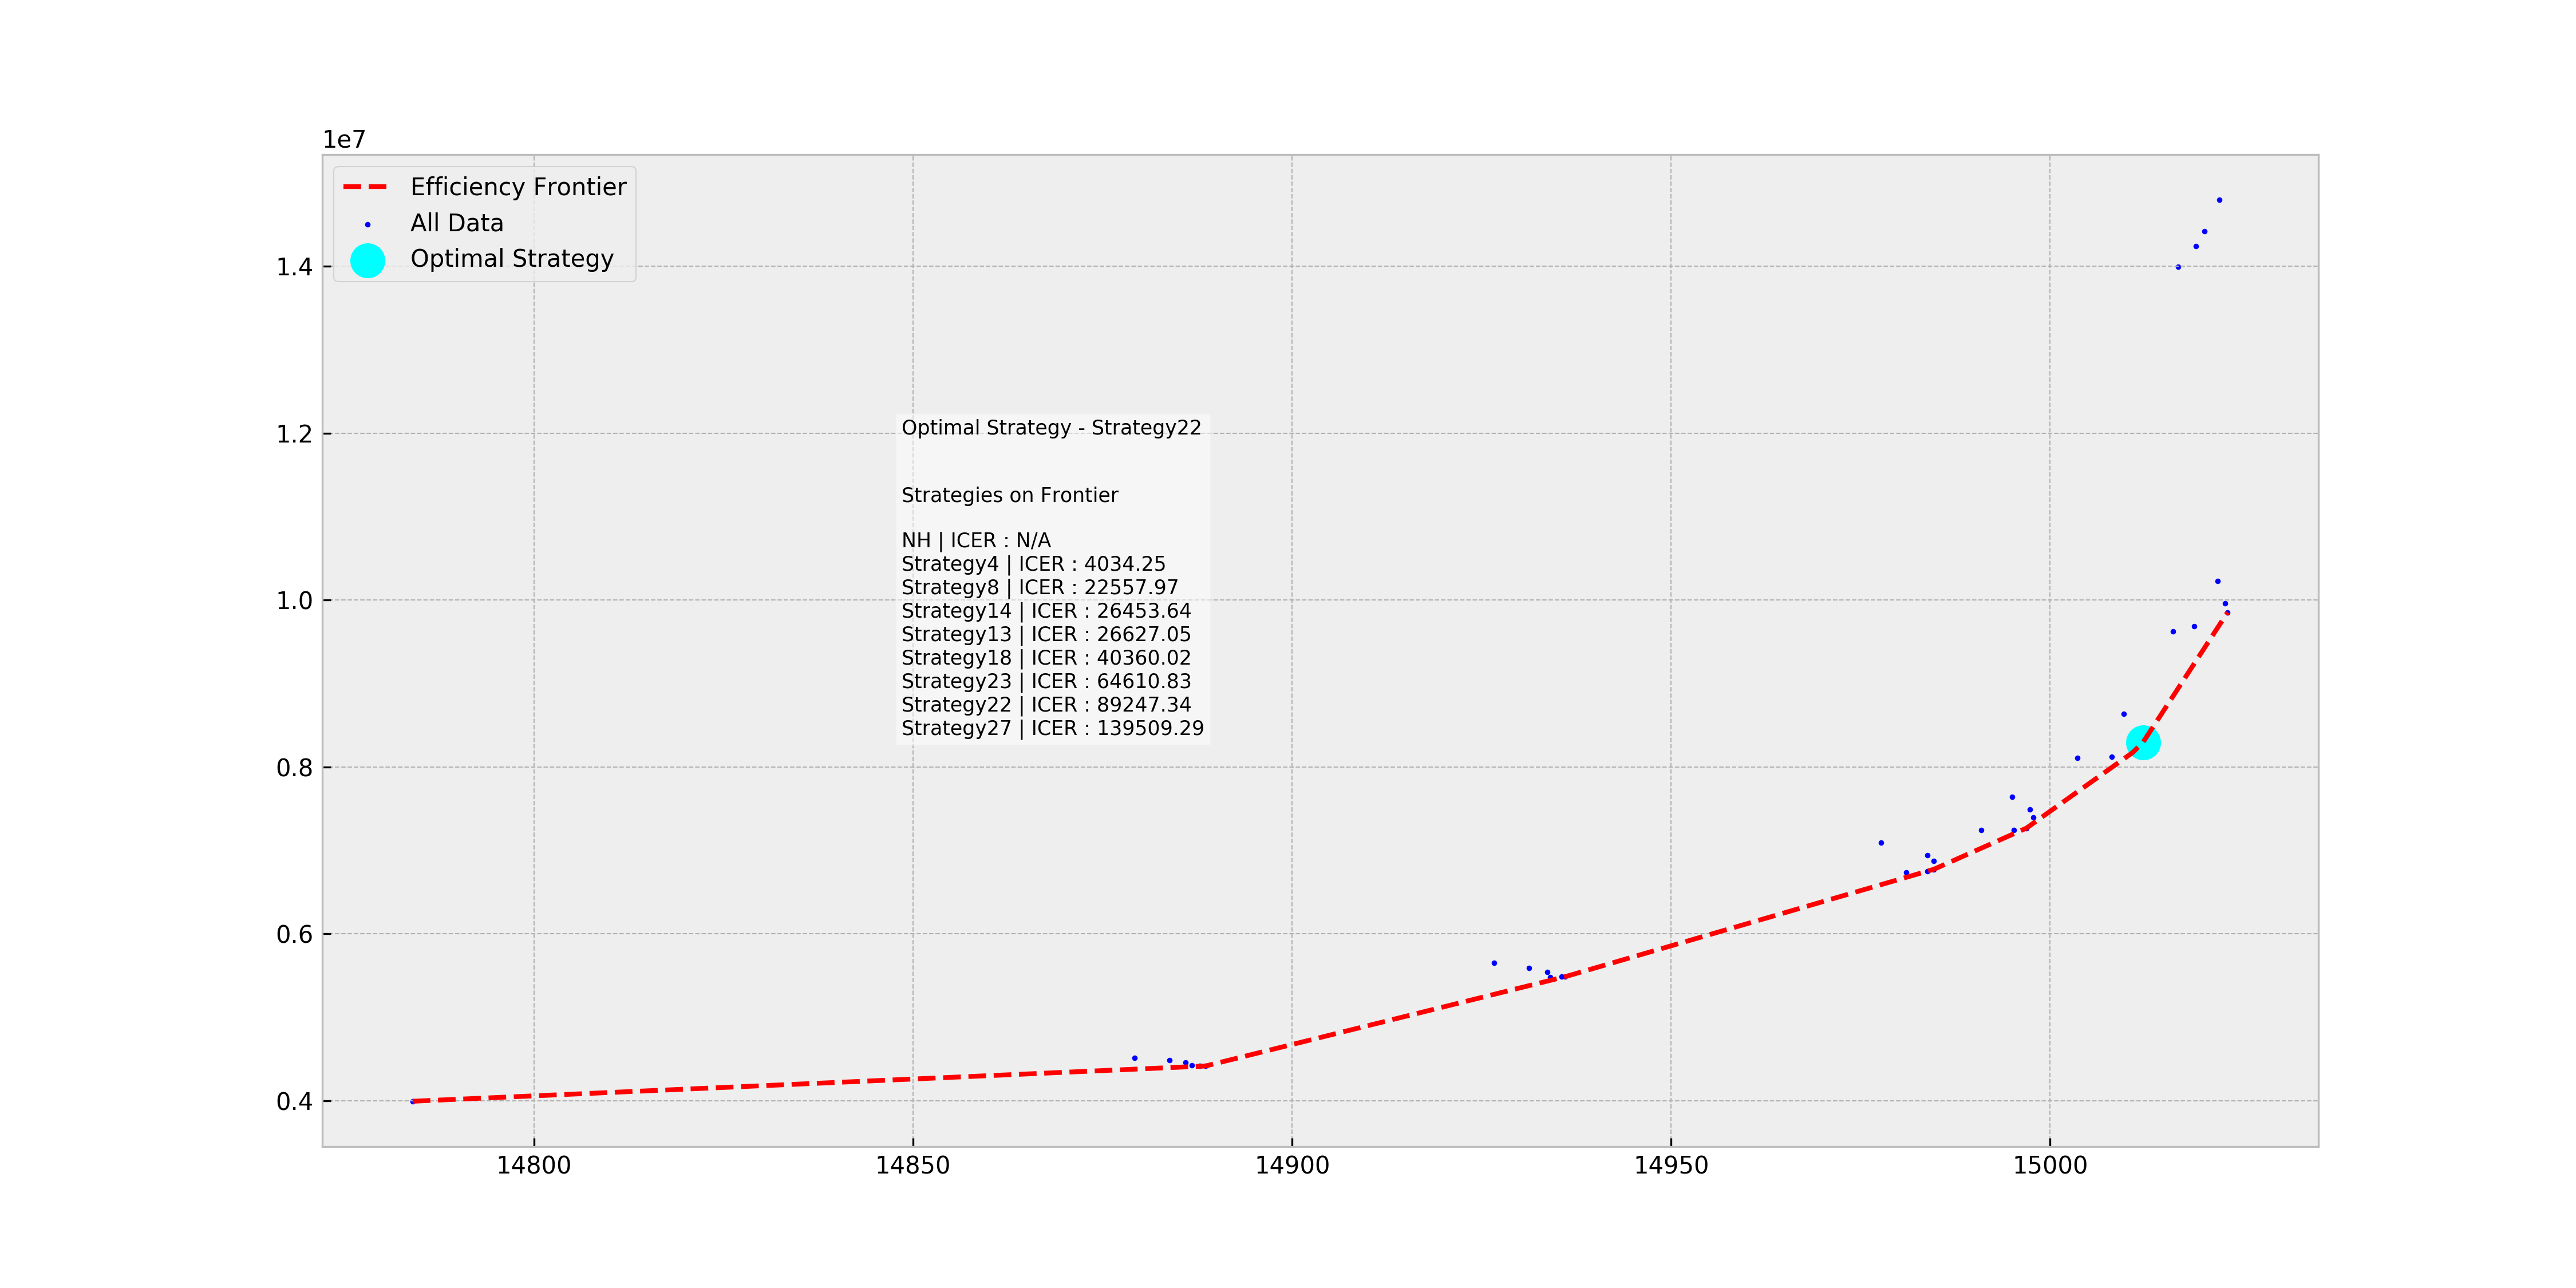 1e7
Efficiency Frontier
All Data
Optimal Strategy
1.4
1.2
1.0
0.8
0.6
0.4
Optimal Strategy - Strategy22
Strategies on Frontier
NH | ICER : N/A
Strategy4 | ICER : 4034.25
Strategy8 | ICER : 22557.97
Strategy14 | ICER : 26453.64
Strategy13 | ICER : 26627.05
Strategy18 | ICER : 40360.02
Strategy23 | ICER : 64610.83
Strategy22 | ICER : 89247.34
Strategy27 | ICER : 139509.29
14800 14850 14900 14950 15000